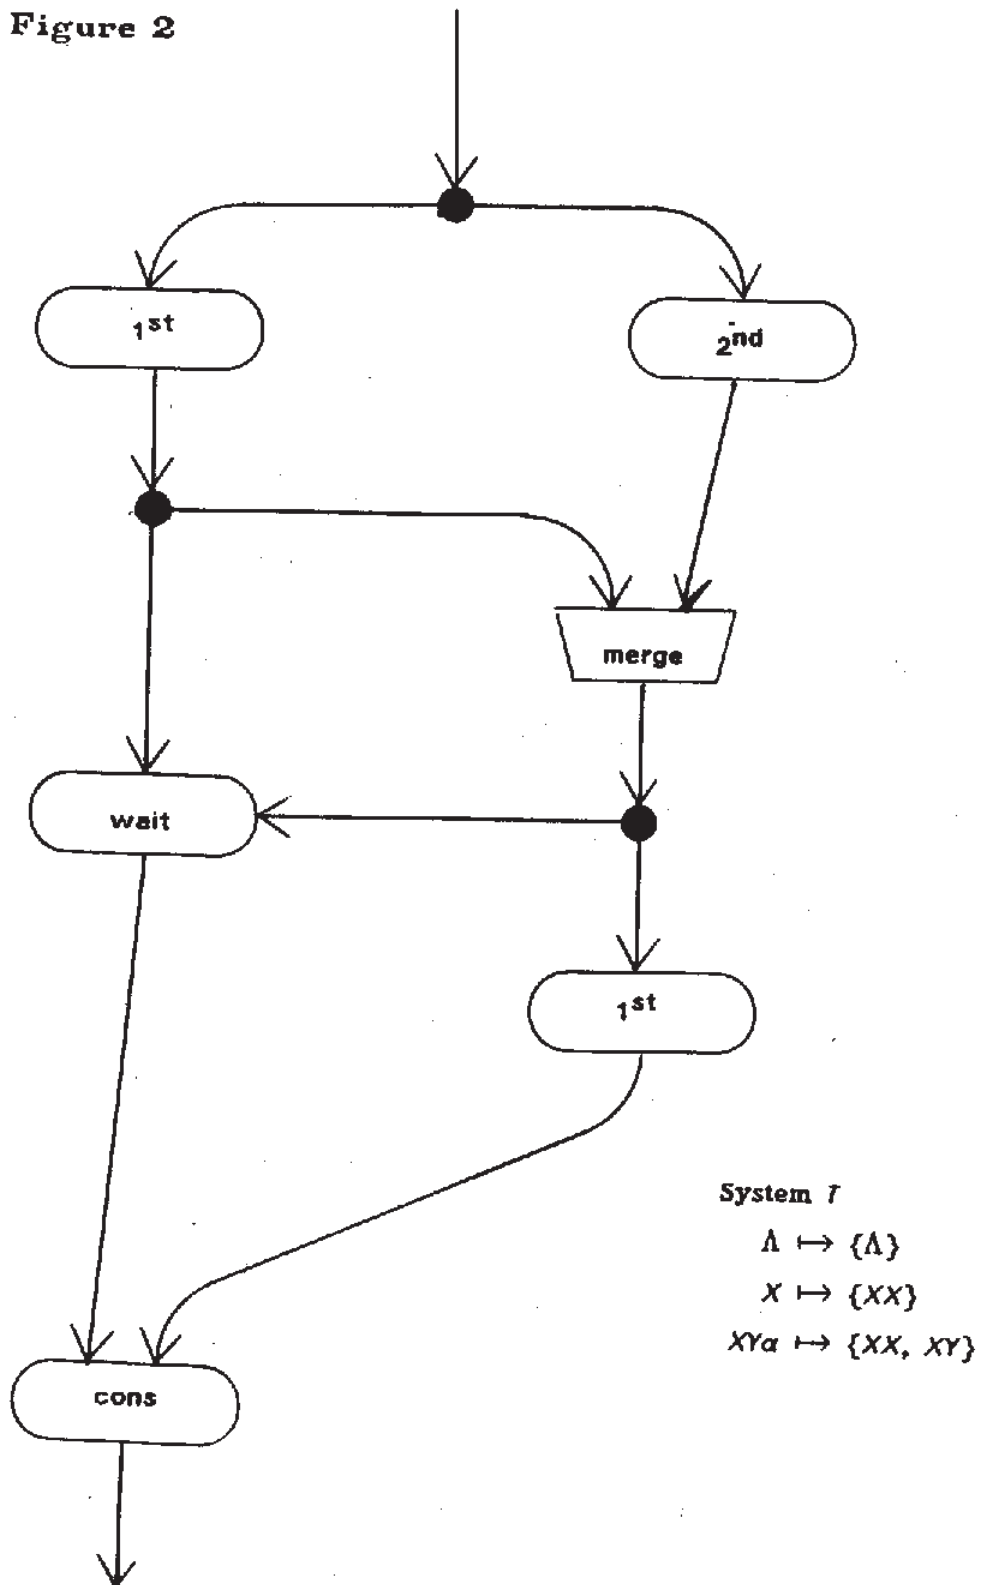 Figure 2
1st
2nd
merge
wait
1st
System T
Λ ↦ {Λ}
X ↦ {XX}
XYα ↦ {XX, XY}
cons